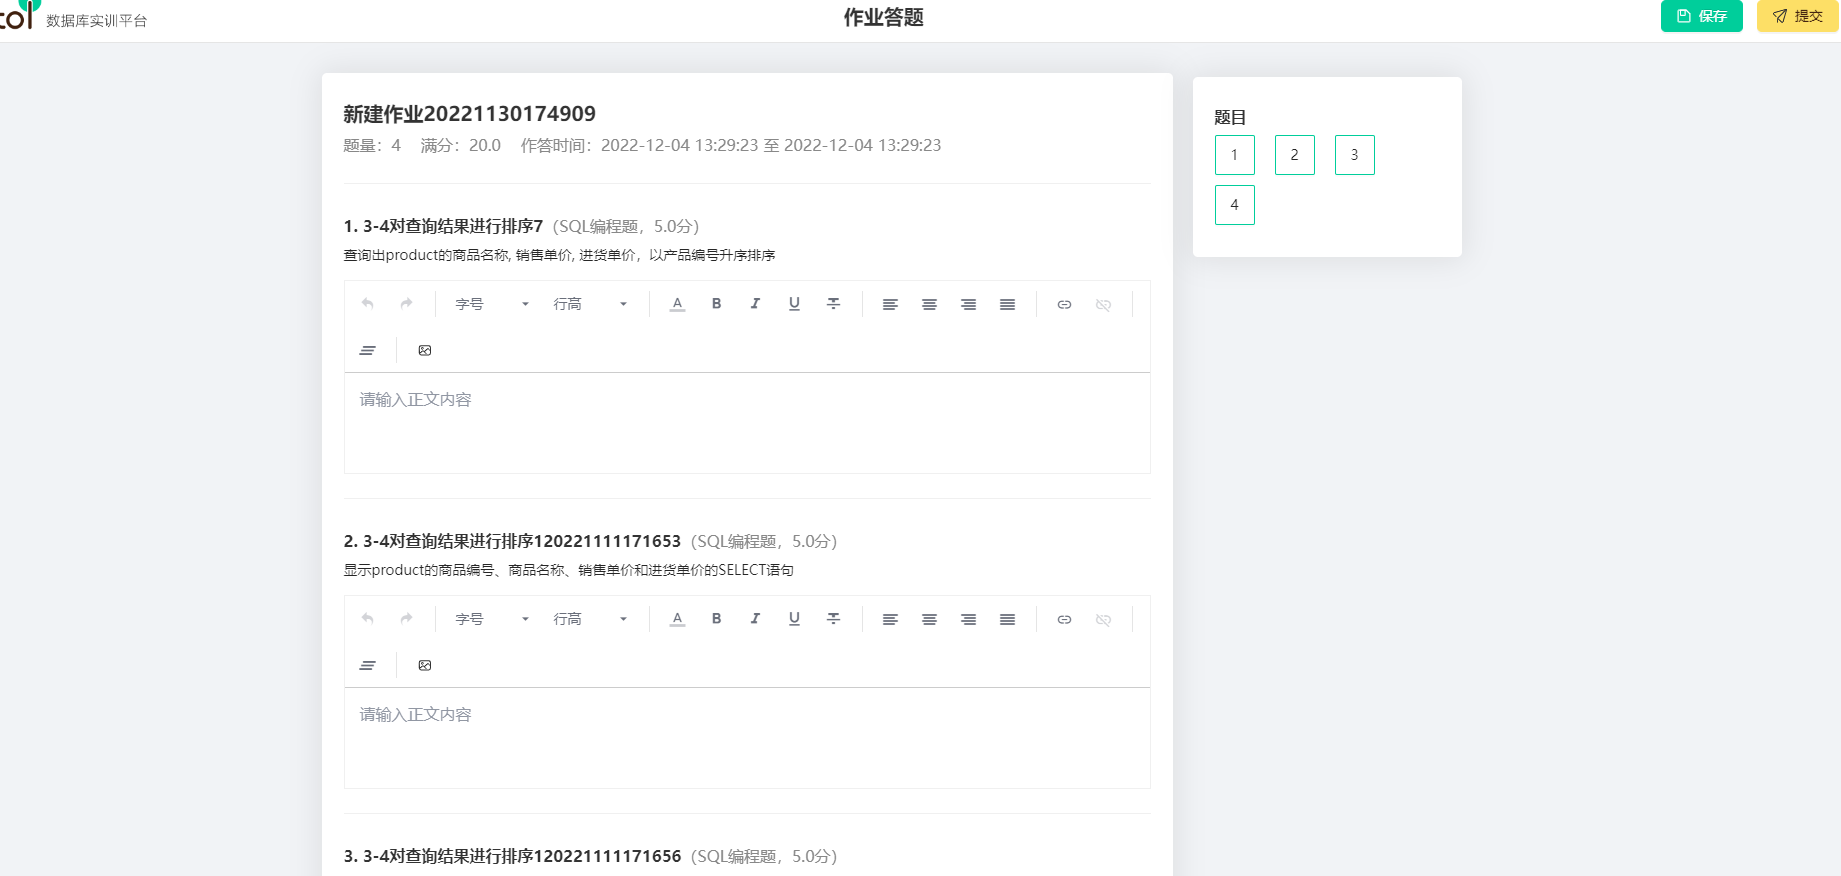 col 数据库实训平台
作业答题
保存
提交
新建作业20221130174909
题量：4 满分：20.0 作答时间：2022-12-04 13:29:23 至 2022-12-04 13:29:23
1. 3-4对查询结果进行排序7（SQL编程题，5.0分）
查询出product的商品名称, 销售单价, 进货单价，以产品编号升序排序
字号 行高 A B I U T
请输入正文内容
2. 3-4对查询结果进行排序120221111171653（SQL编程题，5.0分）
显示product的商品编号、商品名称、销售单价和进货单价的SELECT语句
字号 行高 A B I U T
请输入正文内容
3. 3-4对查询结果进行排序120221111171656（SQL编程题，5.0分）
题目
1 2 3
4